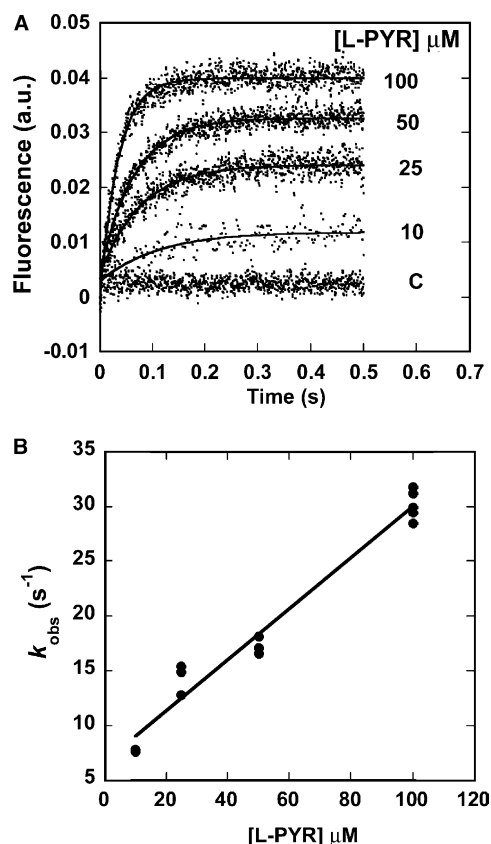 A
[L-PYR] μM
0.05
0.04
0.03
0.02
0.01
0
-0.01
Fluorescence (a.u.)
100
50
25
10
C
0 0.1 0.2 0.3 0.4 0.5 0.6 0.7
Time (s)
B
35
30
25
20
15
10
5
k obs (s⁻¹)
0 20 40 60 80 100 120
[L-PYR] μM